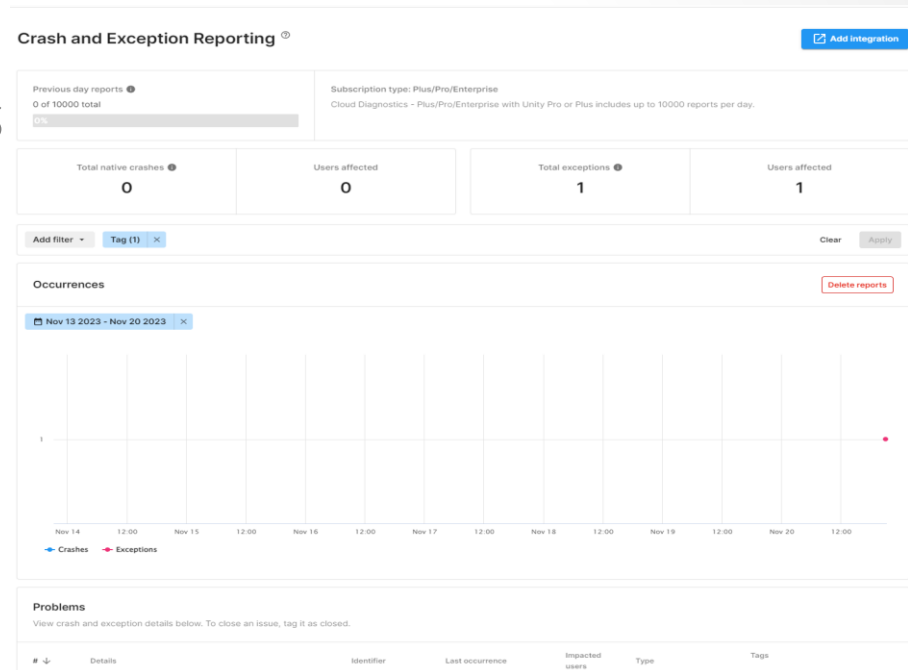 Crash and Exception Reporting
Add integration
Previous day reports
0 of 10000 total
0%
Subscription type: Plus/Pro/Enterprise
Cloud Diagnostics - Plus/Pro/Enterprise with Unity Pro or Plus includes up to 10000 reports per day.
Total native crashes
0
Users affected
0
Total exceptions
1
Users affected
1
Add filter
Tag (1)
Clear
Apply
Occurrences
Delete reports
Nov 13 2023 - Nov 20 2023
1
Nov 14 12:00 Nov 15 12:00 Nov 16 12:00 Nov 17 12:00 Nov 18 12:00 Nov 19 12:00 Nov 20 12:00
Crashes Exceptions
Problems
View crash and exception details below. To close an issue, tag it as closed.
# Details Identifier Last occurrence Impacted users Type Tags